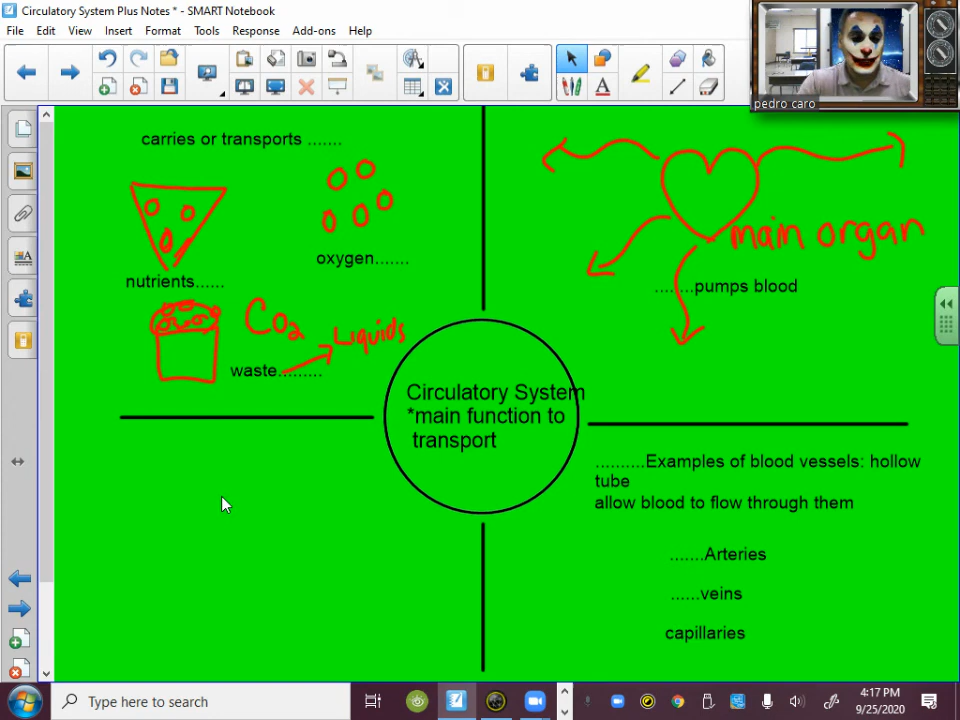 Circulatory System Plus Notes * - SMART Notebook
File Edit View Insert Format Tools Response Add-ons Help
pedro caro
carries or transports .......
oxygen.......
nutrients......
CO2
Liquids
waste.........
main organ
........pumps blood
Circulatory System
*main function to
transport
..........Examples of blood vessels: hollow
tube
allow blood to flow through them
.......Arteries
......veins
capillaries
Type here to search
4:17 PM
9/25/2020